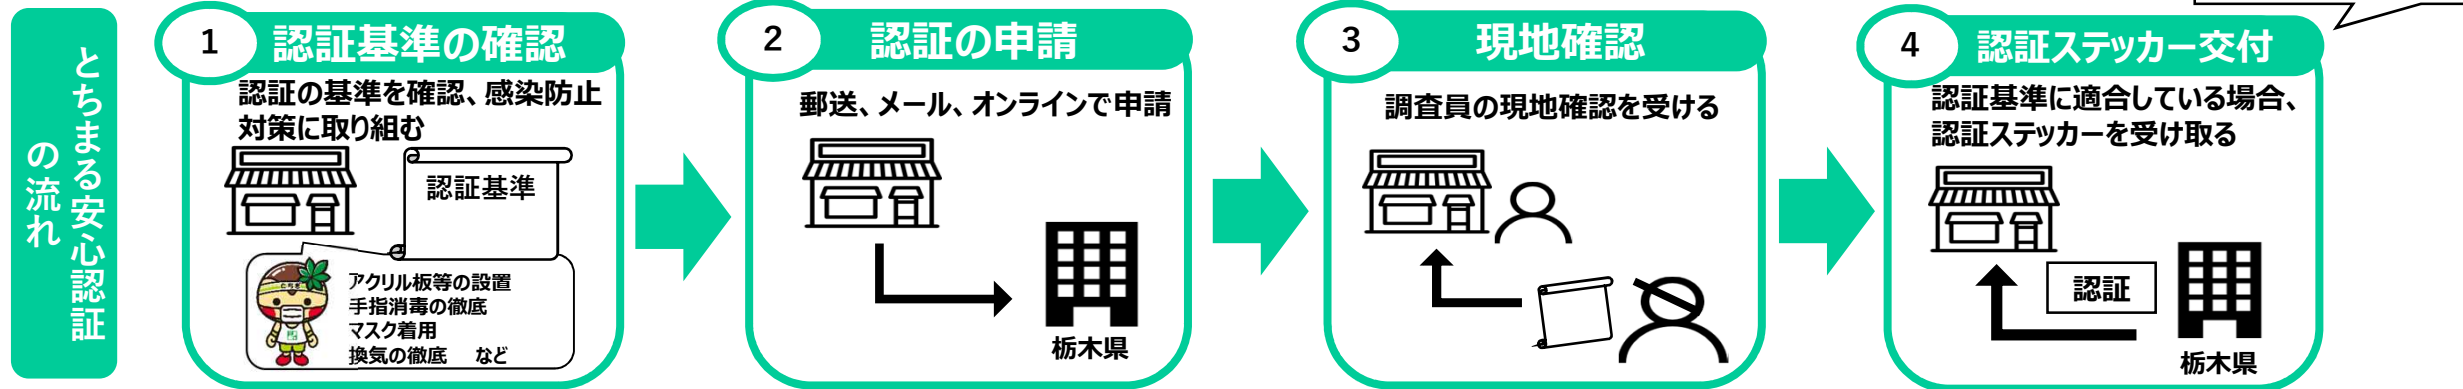 とちまる安心認証
の流れ
1
認証基準の確認
認証の基準を確認、感染防止
対策に取り組む
認証基準
とちぎ
アクリル板等の設置
手指消毒の徹底
マスク着用
換気の徹底 など
2
認証の申請
郵送、メール、オンラインで申請
栃木県
3
現地確認
調査員の現地確認を受ける
4
認証ステッカー交付
認証基準に適合している場合、
認証ステッカーを受け取る
認証
栃木県